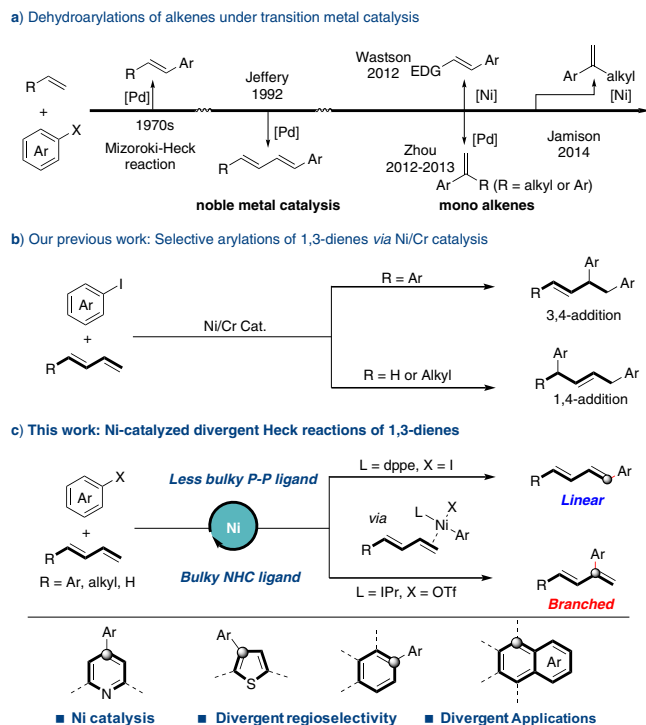 a) Dehydroarylations of alkenes under transition metal catalysis
R
+
Ar
X
R
Ar
[Pd]
1970s
Mizoroki-Heck
reaction
Jeffery
1992
[Pd]
R
Ar
noble metal catalysis
Wastson
2012
EDG
Ar
[Ni]
[Pd]
Zhou
2012-2013
Ar
R (R = alkyl or Ar)
mono alkenes
Ar
alkyl
[Ni]
Jamison
2014
b) Our previous work: Selective arylations of 1,3-dienes via Ni/Cr catalysis
Ar
I
+
R
Ni/Cr Cat.
R = Ar
Ar
R
Ar
3,4-addition
R = H or Alkyl
Ar
R
Ar
1,4-addition
c) This work: Ni-catalyzed divergent Heck reactions of 1,3-dienes
Ar
X
+
R
R = Ar, alkyl, H
Less bulky P-P ligand
Ni
Bulky NHC ligand
L = dppe, X = I
via
L
X
Ni
Ar
R
L = IPr, X = OTf
R
Ar
Linear
Ar
R
Branched
Ar
N
Ar
S
Ar
Ar
■ Ni catalysis ■ Divergent regioselectivity ■ Divergent Applications